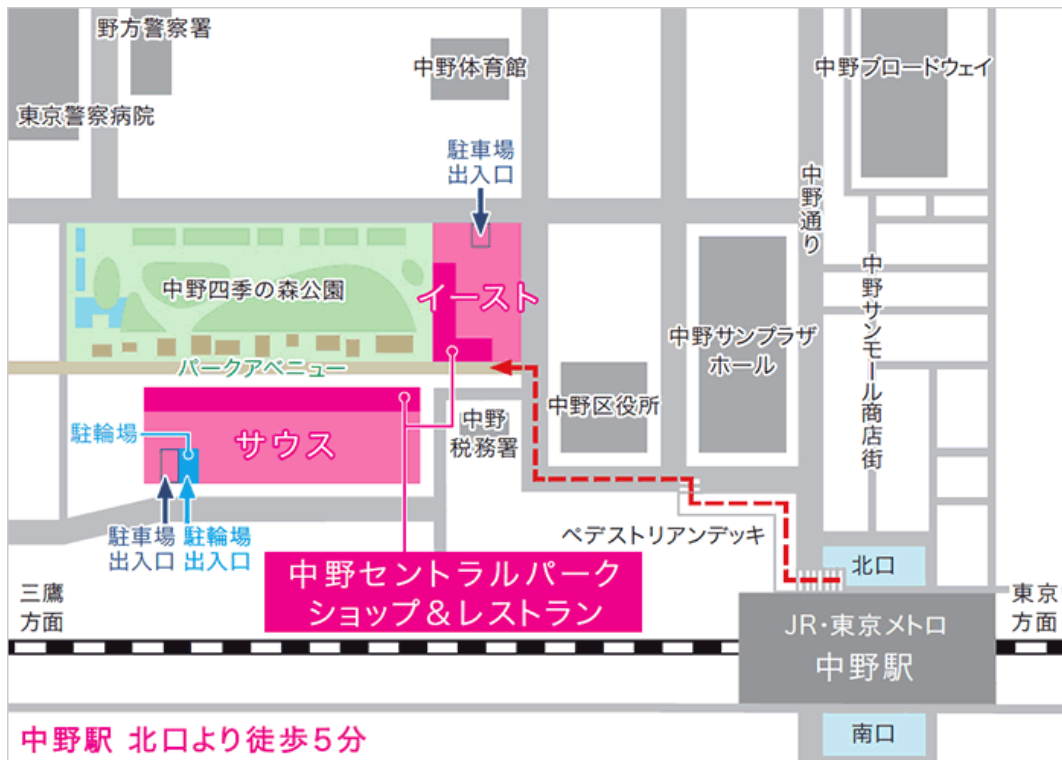 野方警察署
東京警察病院
中野体育館
中野ブロードウェイ
駐車場
出入口
中野通り
中野四季の森公園
イースト
中野サンプラザ
ホール
中野サンモール商店街
パークアベニュー
中野区役所
中野
税務署
サウス
駐輪場
駐車場
出入口
駐輪場
出入口
ペデストリアンデッキ
北口
中野セントラルパーク
ショップ&レストラン
三鷹
方面
東京
方面
JR・東京メトロ
中野駅
南口
中野駅 北口より徒歩5分